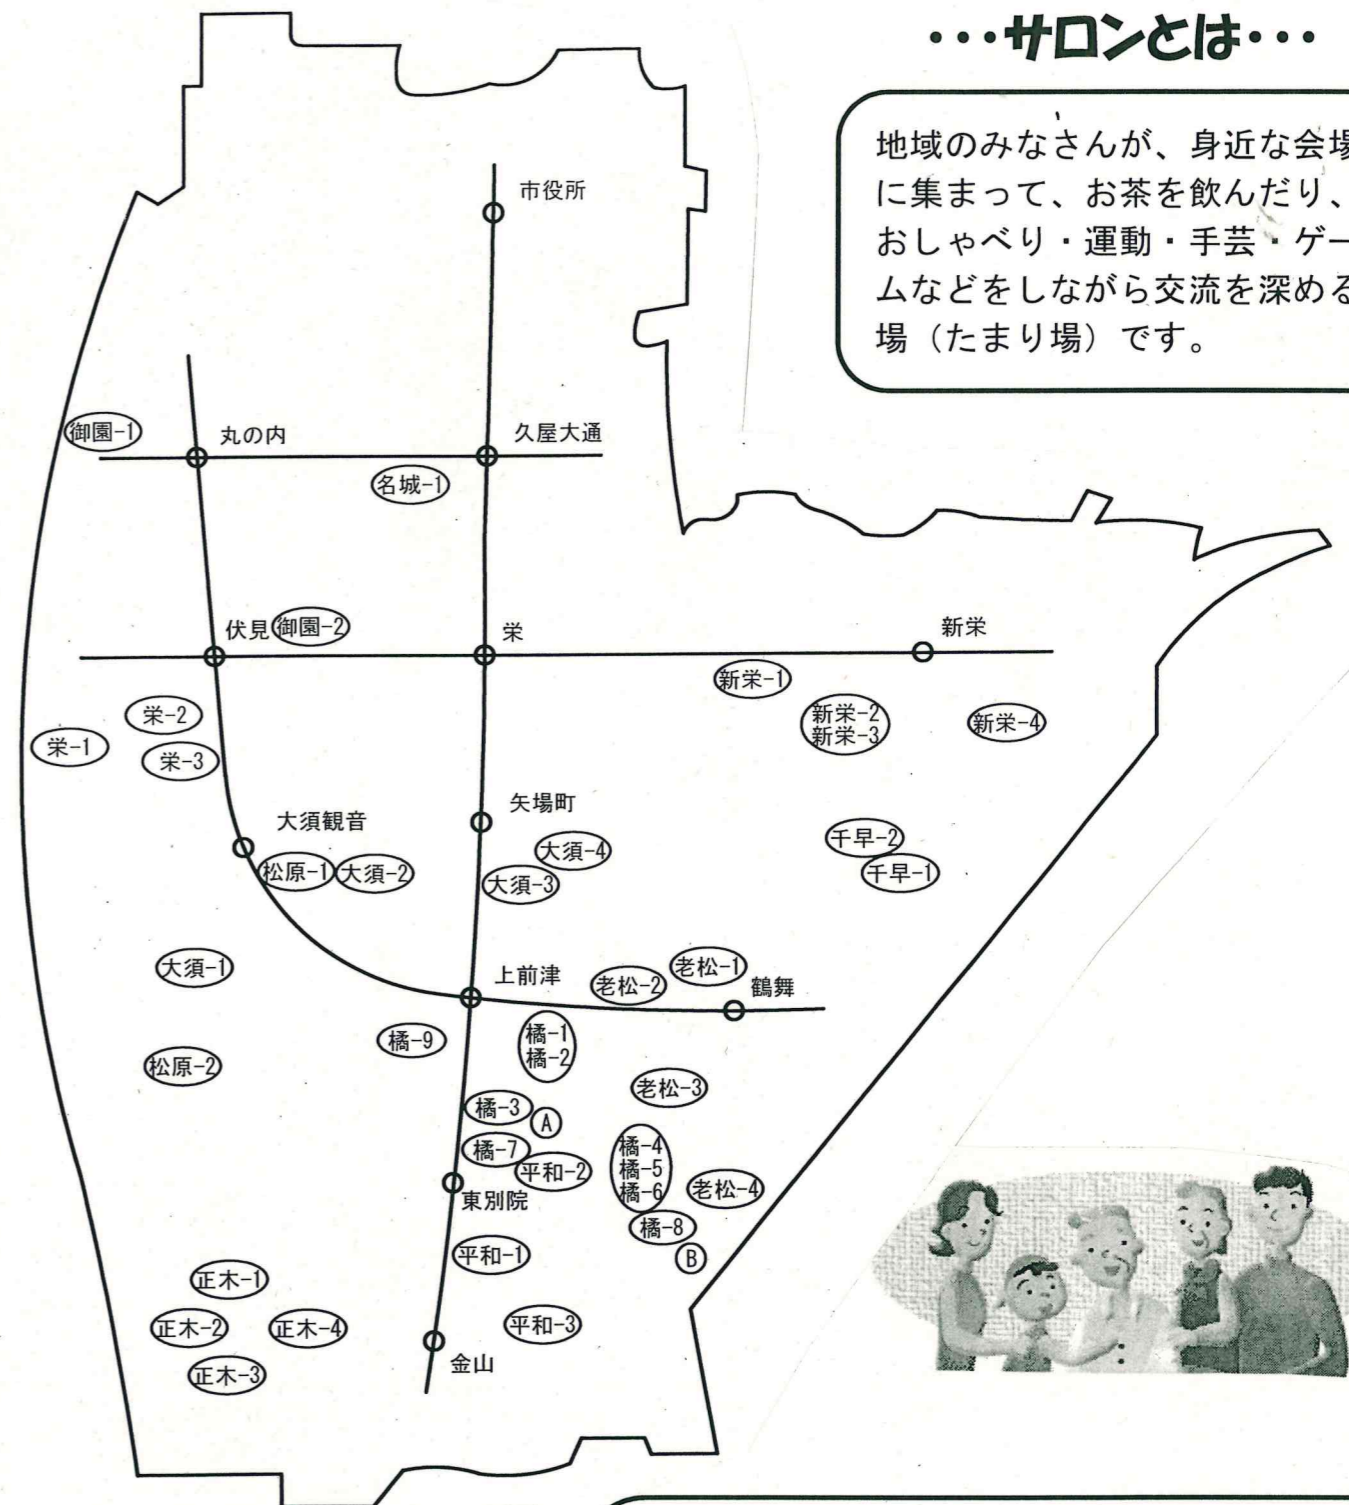 ・・・サロンとは・・・
地域のみなさんが、身近な会場
に集まって、お茶を飲んだり、
おしゃべり・運動・手芸・ゲー
ムなどをしながら交流を深める
場（たまり場）です。
市役所
御園-1
丸の内
久屋大通
名城-1
伏見
御園-2
栄
新栄
新栄-1
栄-2
新栄-2
新栄-3
新栄-4
栄-1
栄-3
大須観音
矢場町
松原-1
大須-2
大須-4
大須-3
千早-2
千早-1
大須-1
上前津
老松-2
老松-1
鶴舞
橘-9
橘-1
橘-2
松原-2
老松-3
橘-3
A
橘-7
平和-2
橘-4
橘-5
橘-6
老松-4
東別院
橘-8
B
平和-1
正木-1
正木-2
正木-4
平和-3
正木-3
金山